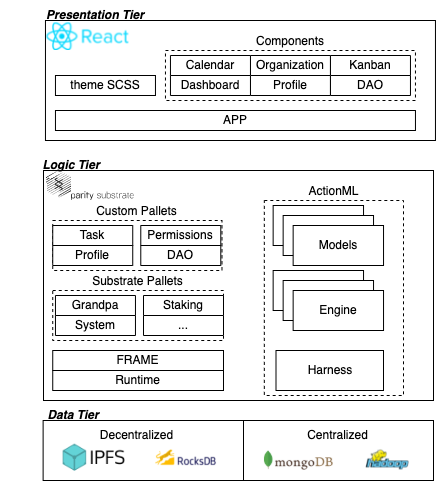 Presentation Tier
React
Components
Calendar Organization Kanban
theme SCSS Dashboard Profile DAO
APP
Logic Tier
parity substrate
ActionML
Custom Pallets
Task Permissions
Profile DAO
Models
Substrate Pallets
Grandpa Staking
System ...
Engine
FRAME
Runtime
Harness
Data Tier
Decentralized Centralized
IPFS RocksDB mongoDB hadoop